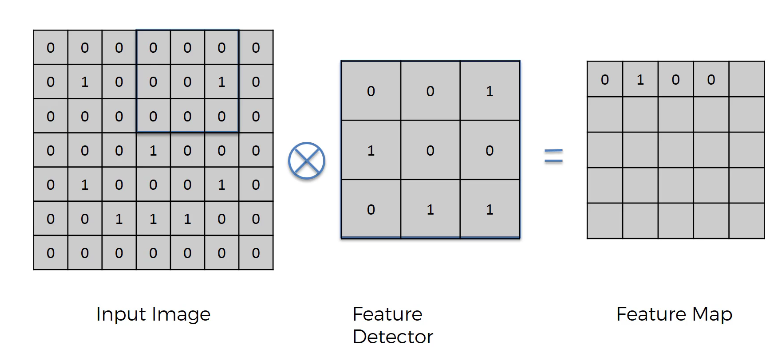 0 0 0 0 0 0 0
0 1 0 0 0 1 0
0 0 0 0 0 0 0
0 0 0 1 0 0 0
0 1 0 0 0 1 0
0 0 1 1 1 0 0
0 0 0 0 0 0 0
0 0 1
1 0 0
0 1 1
=
0 1 0 0
Input Image
Feature
Detector
Feature Map